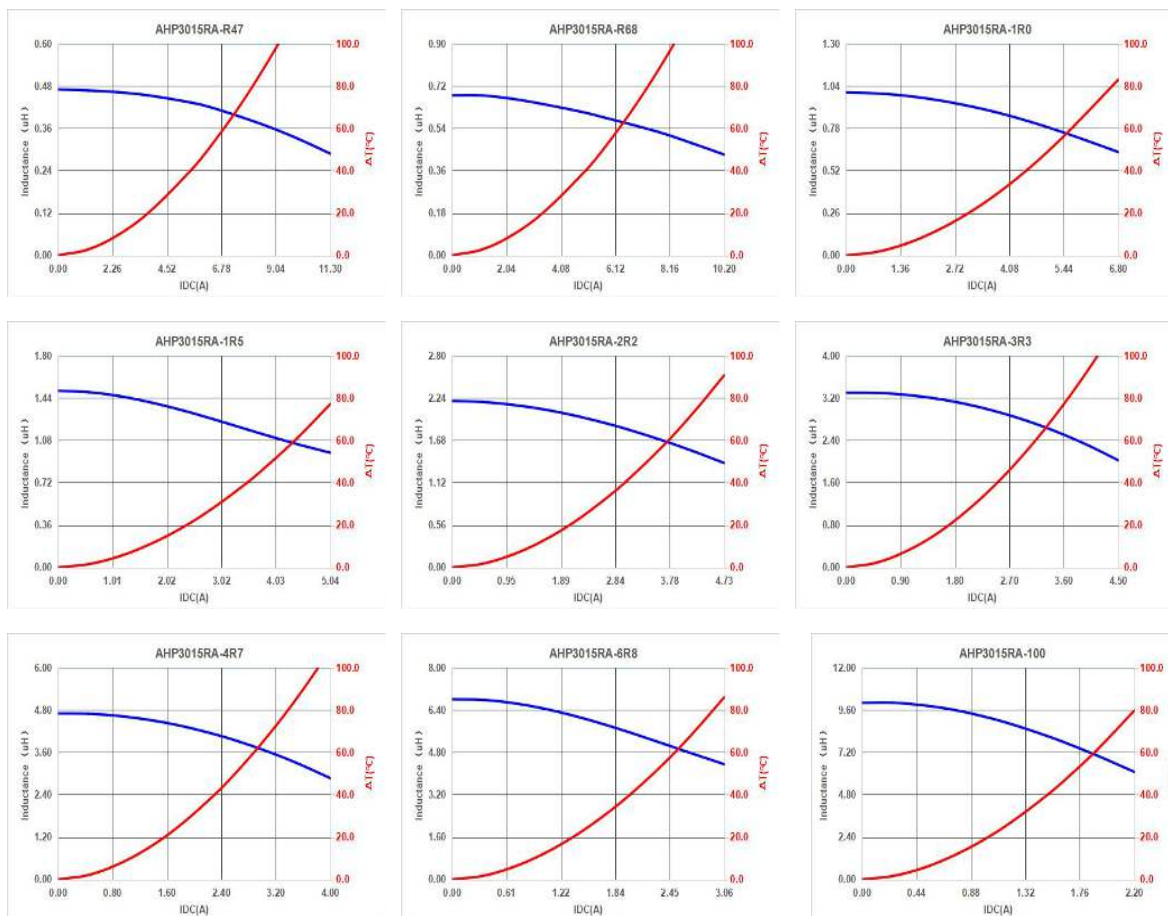 AHP3015RA-R47
0.60 100.0
0.48 80.0
0.36 60.0
0.24 40.0
0.12 20.0
0.00 0.0
Inductance (uH)
ΔT(°C)
0.00 2.26 4.52 6.78 9.04 11.30
IDC(A)
AHP3015RA-R68
0.90 100.0
0.72 80.0
0.54 60.0
0.36 40.0
0.18 20.0
0.00 0.0
Inductance (uH)
ΔT(°C)
0.00 2.04 4.08 6.12 8.16 10.20
IDC(A)
AHP3015RA-1R0
1.30 100.0
1.04 80.0
0.78 60.0
0.52 40.0
0.26 20.0
0.00 0.0
Inductance (uH)
ΔT(°C)
0.00 1.36 2.72 4.08 5.44 6.80
IDC(A)
AHP3015RA-1R5
1.80 100.0
1.44 80.0
1.08 60.0
0.72 40.0
0.36 20.0
0.00 0.0
Inductance (uH)
ΔT(°C)
0.00 1.01 2.02 3.02 4.03 5.04
IDC(A)
AHP3015RA-2R2
2.80 100.0
2.24 80.0
1.68 60.0
1.12 40.0
0.56 20.0
0.00 0.0
Inductance (uH)
ΔT(°C)
0.00 0.95 1.89 2.84 3.78 4.73
IDC(A)
AHP3015RA-3R3
4.00 100.0
3.20 80.0
2.40 60.0
1.60 40.0
0.80 20.0
0.00 0.0
Inductance (uH)
ΔT(°C)
0.00 0.90 1.80 2.70 3.60 4.50
IDC(A)
AHP3015RA-4R7
6.00 100.0
4.80 80.0
3.60 60.0
2.40 40.0
1.20 20.0
0.00 0.0
Inductance (uH)
ΔT(°C)
0.00 0.80 1.60 2.40 3.20 4.00
IDC(A)
AHP3015RA-6R8
8.00 100.0
6.40 80.0
4.80 60.0
3.20 40.0
1.60 20.0
0.00 0.0
Inductance (uH)
ΔT(°C)
0.00 0.61 1.22 1.84 2.45 3.06
IDC(A)
AHP3015RA-100
12.00 100.0
9.60 80.0
7.20 60.0
4.80 40.0
2.40 20.0
0.00 0.0
Inductance (uH)
ΔT(°C)
0.00 0.44 0.88 1.32 1.76 2.20
IDC(A)